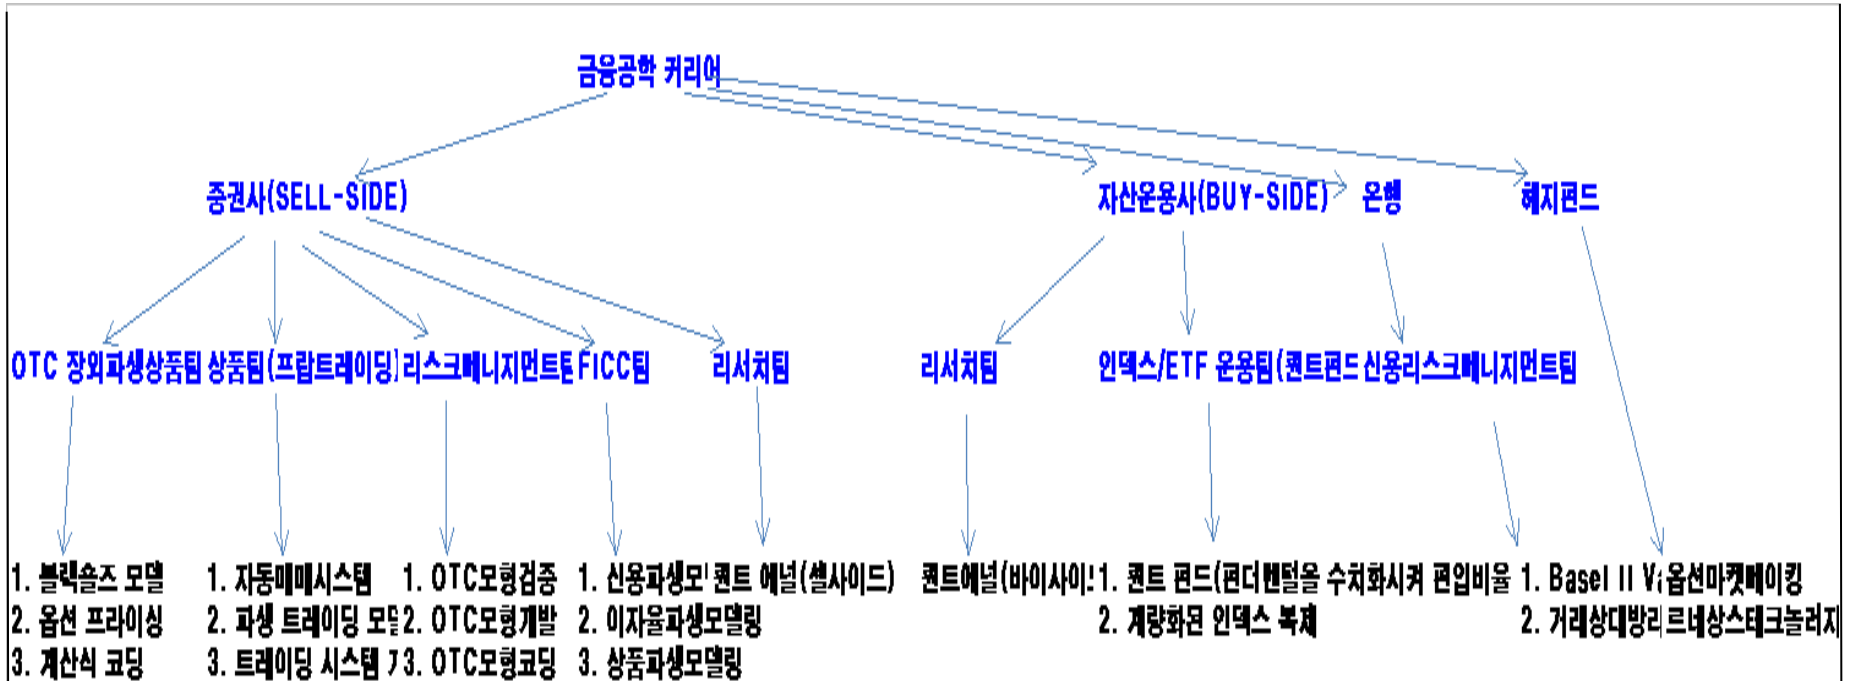 금융공학 커리어
증권사(SELL-SIDE)
자산운용사(BUY-SIDE)
은행
헤지펀드
OTC 장외파생상품팀
상품팀(프랍트레이딩)
리스크메니지먼트팀
FICC팀
리서치팀
리서치팀
인덱스/ETF 운용팀(퀀트펀드
신용리스크메니지먼트팀
1. 블랙숄즈 모델
2. 옵션 프라이싱
3. 계산식 코딩
1. 자동매매시스템
2. 파생 트레이딩 모델
3. 트레이딩 시스템
1. OTC모형검증
2. OTC모형개발
3. OTC모형코딩
1. 신용파생모
2. 이자율파생모델링
3. 상품파생모델링
퀀트 애널(셀사이드)
퀀트애널(바이사이
1. 퀀트 펀드(펀더멘털을 수치화시켜 편입비율
2. 계량화된 인덱스 복제
1. Basel II
2. 거래상대방
옵션마켓메이킹
르네상스테크놀러지